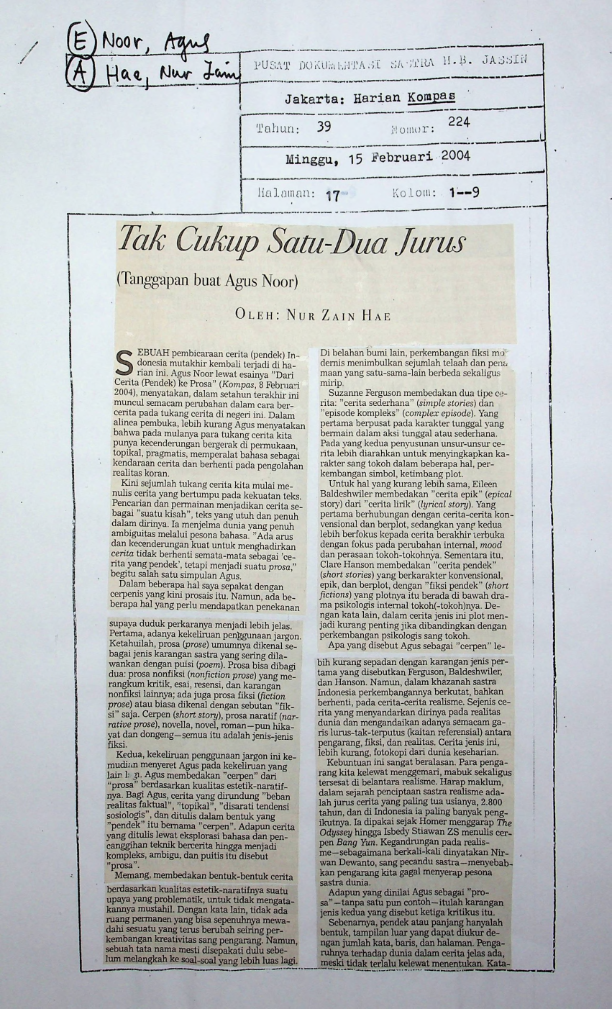 (E) Noor, Agus
(A) Hae, Nur Zain
PUSAT DOKUMENTASI SASTRA H.B. JASSIN
Jakarta: Harian Kompas
Tahun: 39 Nomor: 224
Minggu, 15 Februari 2004
Halaman: 17 Kolom: 1--9
Tak Cukup Satu-Dua Jurus
(Tanggapan buat Agus Noor)
OLEH: NUR ZAIN HAE
SEBUAH pembicaraan cerita (pendek) In-
donesia mutakhir kembali terjadi di ha-
rian ini. Agus Noor lewat esainya "Dari
Cerita (Pendek) ke Prosa" (Kompas, 8 Februari
2004), menyatakan, dalam setahun terakhir ini
muncul semacam perubahan dalam cara ber-
cerita pada tukang cerita di negeri ini. Dalam
alinea pembuka, lebih kurang Agus menyatakan
bahwa pada mulanya para tukang cerita kita
punya kecenderungan bergerak di permukaan,
topikal, pragmatis, memperalat bahasa sebagai
kendaraan cerita dan berhenti pada pengolahan
realitas koran.
Kini sejumlah tukang cerita kita mulai me-
nulis cerita yang bertumpu pada kekuatan teks.
Pencarian dan permainan menjadikan cerita se-
bagai "suatu kisah", teks yang utuh dan penuh
dalam dirinya. Ia menjelma dunia yang penuh
ambiguitas melalui pesona bahasa. "Ada arus
dan kecenderungan kuat untuk menghadirkan
cerita tidak berhenti semata-mata sebagai 'ce-
rita yang pendek', tetapi menjadi suatu prosa,"
begitu salah satu simpulan Agus.
Dalam beberapa hal saya sepakat dengan
cerpenis yang kini prosais itu. Namun, ada be-
berapa hal yang perlu mendapatkan penekanan
supaya duduk perkaranya menjadi lebih jelas.
Pertama, adanya kekeliruan penggunaan jargon.
Ketahuilah, prosa (prose) umumnya dikenal se-
bagai jenis karangan sastra yang sering dila-
wankan dengan puisi (poem). Prosa bisa dibagi
dua: prosa nonfiksi (nonfiction prose) yang me-
rangkum kritik, esai, resensi, dan karangan
nonfiksi lainnya; ada juga prosa fiksi (fiction
prose) atau biasa dikenal dengan sebutan "fik-
si" saja. Cerpen (short story), prosa naratif (nar-
rative prose), novella, novel, roman—pun hika-
yat dan dongeng—semua itu adalah jenis-jenis
fiksi.
Kedua, kekeliruan penggunaan jargon ini ke-
mudian menyeret Agus pada kekeliruan yang
lain lagi. Agus membedakan "cerpen" dari
"prosa" berdasarkan kualitas estetik-naratif-
nya. Bagi Agus, cerita yang dirundung "beban
realitas faktual", "topikal", "disarati tendensi
sosiologis", dan ditulis dalam bentuk yang
"pendek" itu bernama "cerpen". Adapun cerita
yang ditulis lewat eksplorasi bahasa dan pen-
canggihan teknik bercerita hingga menjadi
kompleks, ambigu, dan puitis itu disebut
"prosa".
Memang, membedakan bentuk-bentuk cerita
berdasarkan kualitas estetik-naratifnya suatu
upaya yang problematik, untuk tidak mengata-
kannya mustahil. Dengan kata lain, tidak ada
ruang permanen yang bisa sepenuhnya mewa-
dahi sesuatu yang terus berubah seiring per-
kembangan kreativitas sang pengarang. Namun,
sebuah tata nama mesti disepakati dulu sebe-
lum melangkah ke soal-soal yang lebih luas lagi.
Di belahan bumi lain, perkembangan fiksi mo-
dernis menimbulkan sejumlah telaah dan pena-
maan yang satu-sama-lain berbeda sekaligus
mirip.
Suzanne Ferguson membedakan dua tipe ce-
rita: "cerita sederhana" (simple stories) dan
"episode kompleks" (complex episode). Yang
pertama berpusat pada karakter tunggal yang
bermain dalam aksi tunggal atau sederhana.
Pada yang kedua penyusunan unsur-unsur ce-
rita lebih diarahkan untuk menyingkapkan ka-
rakter sang tokoh dalam beberapa hal, per-
kembangan simbol, ketimbang plot.
Untuk hal yang kurang lebih sama, Eileen
Baldeshwiler membedakan "cerita epik" (epical
story) dari "cerita lirik" (lyrical story). Yang
pertama berhubungan dengan cerita-cerita kon-
vensional dan berplot, sedangkan yang kedua
lebih berfokus kepada cerita berakhir terbuka
dengan fokus pada perubahan internal, mood
dan perasaan tokoh-tokohnya. Sementara itu,
Clare Hanson membedakan "cerita pendek"
(short stories) yang berkarakter konvensional,
epik, dan berplot, dengan "fiksi pendek" (short
fictions) yang plotnya itu berada di bawah dra-
ma psikologis internal tokoh(-tokoh)nya. De-
ngan kata lain, dalam cerita jenis ini plot men-
jadi kurang penting jika dibandingkan dengan
perkembangan psikologis sang tokoh.
Apa yang disebut Agus sebagai "cerpen" le-
bih kurang sepadan dengan karangan jenis per-
tama yang disebutkan Ferguson, Baldeshwiler,
dan Hanson. Namun, dalam khazanah sastra
Indonesia perkembangannya berkutat, bahkan
berhenti, pada cerita-cerita realisme. Sejenis ce-
rita yang menyandarkan dirinya pada realitas
dunia dan mengandaikan adanya semacam ga-
ris lurus-tak-terputus (kaitan referensial) antara
pengarang, fiksi, dan realitas. Cerita jenis ini,
lebih kurang, fotokopi dari dunia keseharian.
Kebuntuan ini sangat beralasan. Para penga-
rang kita kelewat menggemari, mabuk sekaligus
tersesat di belantara realisme. Harap maklum,
dalam sejarah penciptaan sastra realisme ada-
lah jurus cerita yang paling tua usianya, 2.800
tahun, dan di Indonesia ia paling banyak peng-
ikutnya. Ia dipakai sejak Homer menggarap The
Odyssey hingga Isbedy Stiawan ZS menulis cer-
pen Bang Yun. Kegandrungan pada realis-
me—sebagaimana berkali-kali dinyatakan Nir-
wan Dewanto, sang pecandu sastra—menyebab-
kan pengarang kita gagal menyerap pesona
sastra dunia.
Adapun yang dinilai Agus sebagai "pro-
sa"—tanpa satu pun contoh—itulah karangan
jenis kedua yang disebut ketiga kritikus itu.
Sebenarnya, pendek atau panjang hanyalah
bentuk, tampilan luar yang dapat diukur de-
ngan jumlah kata, baris, dan halaman. Penga-
ruhnya terhadap dunia dalam cerita jelas ada,
meski tidak terlalu kelewat menentukan. Kata-